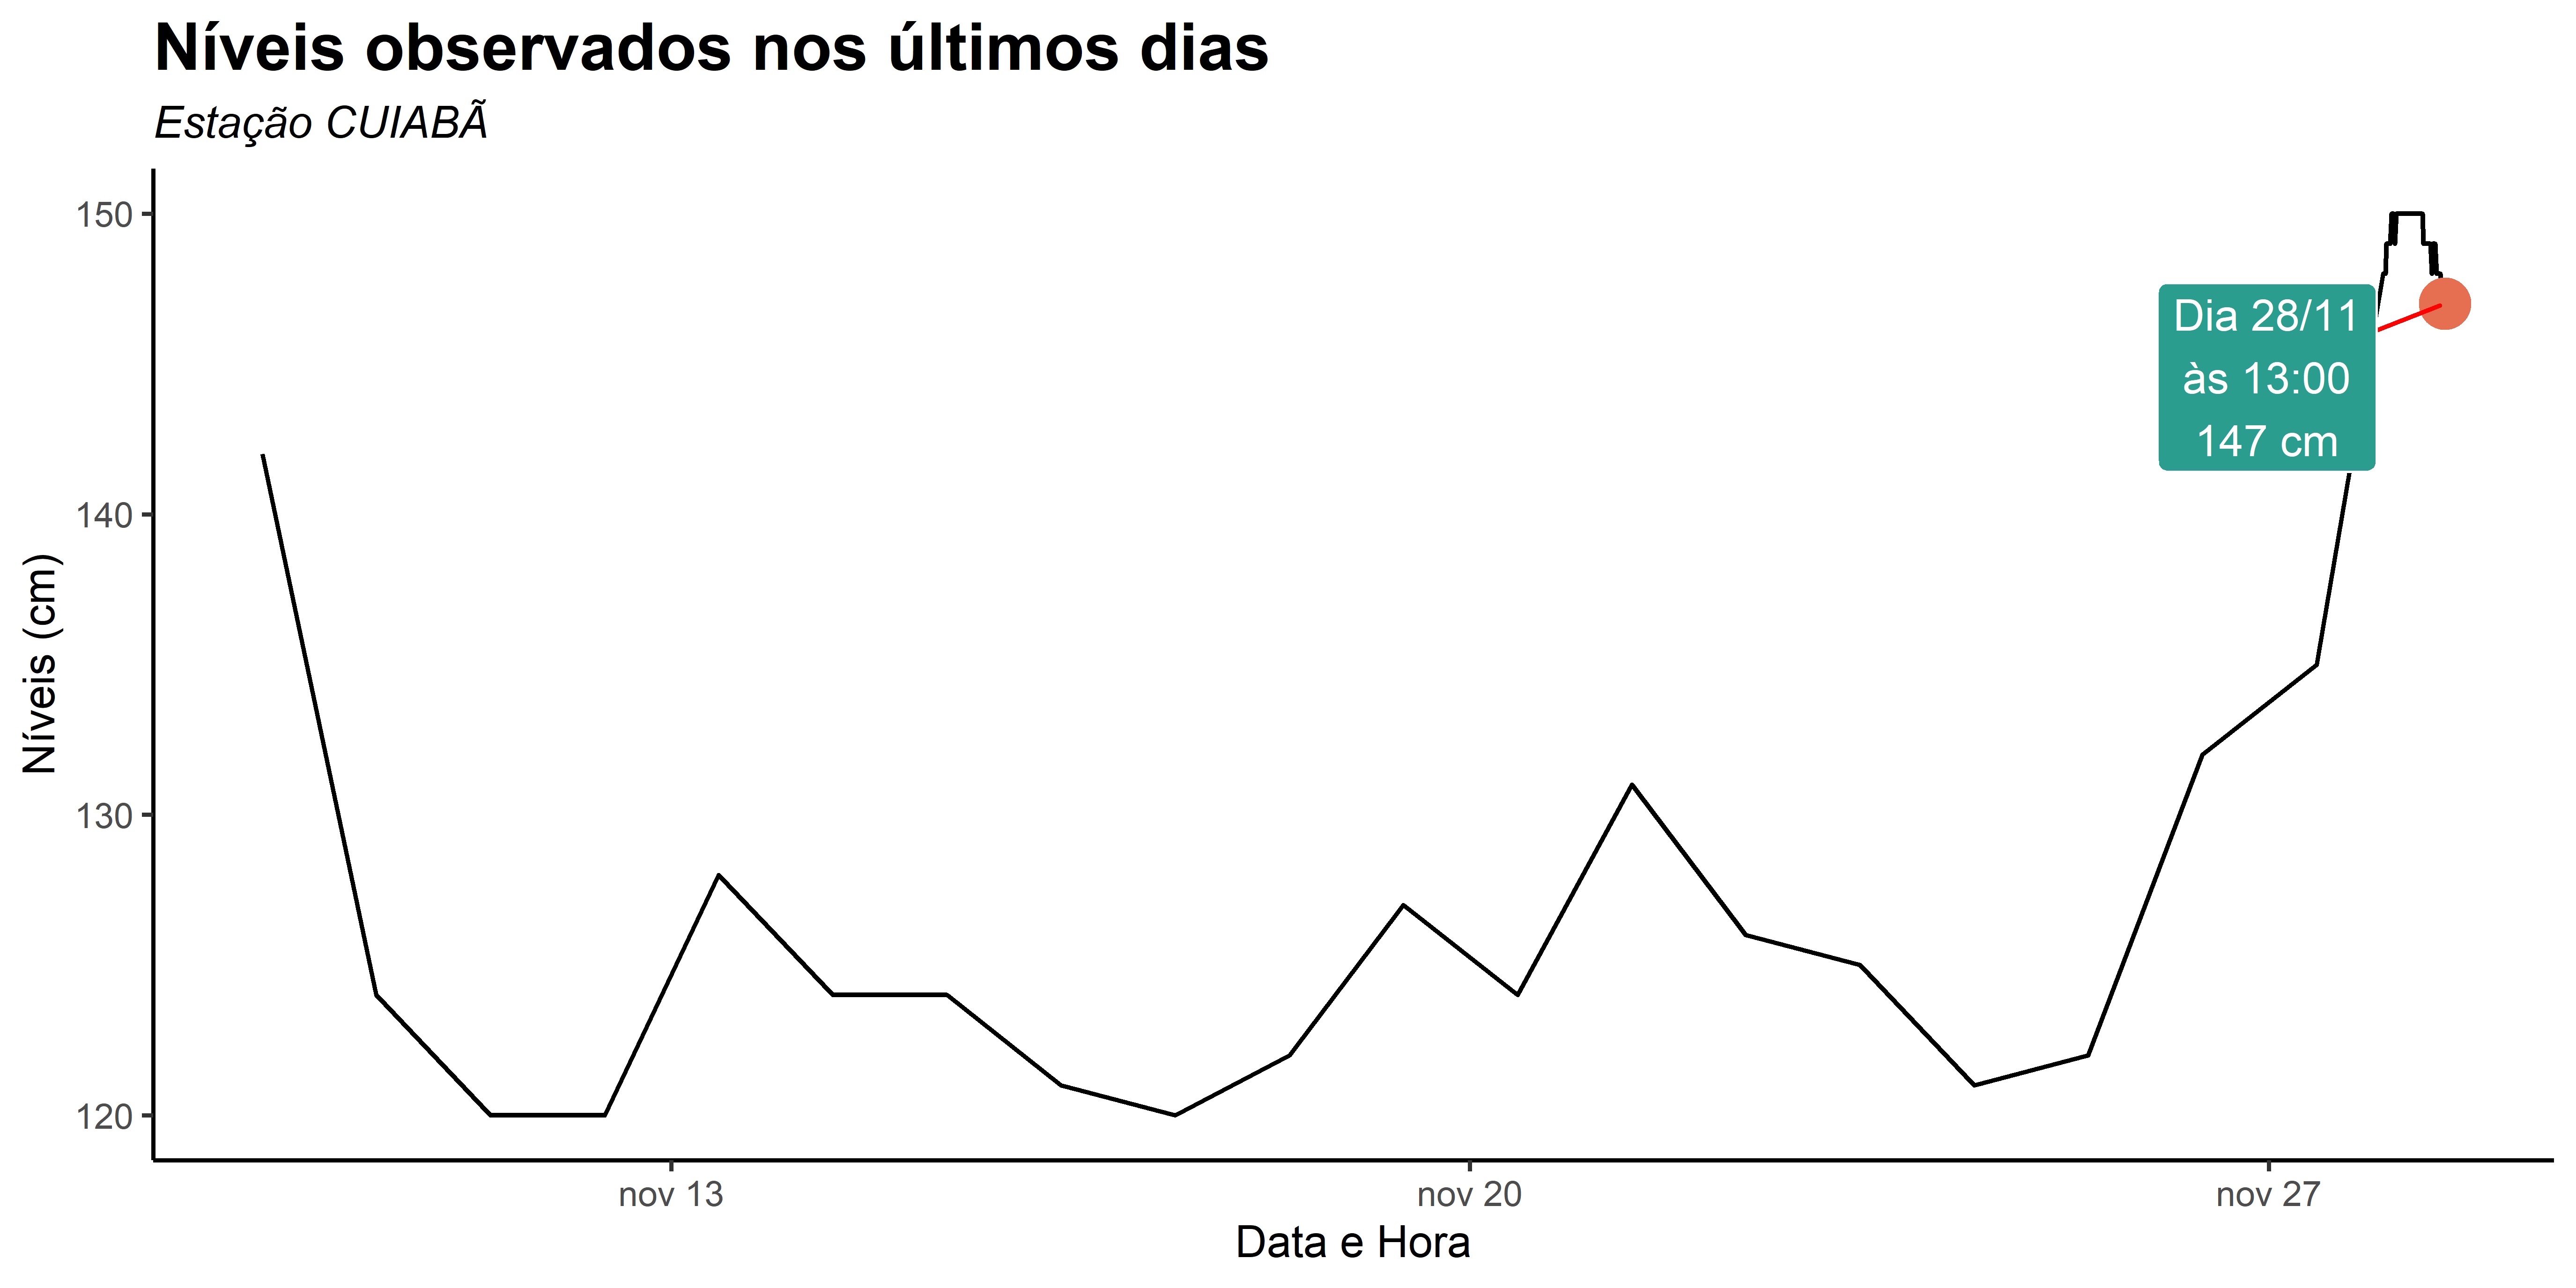 Níveis observados nos últimos dias
Estação CUIABÃ
150
140
130
120
Níveis (cm)
Dia 28/11
às 13:00
147 cm
nov 13
nov 20
nov 27
Data e Hora